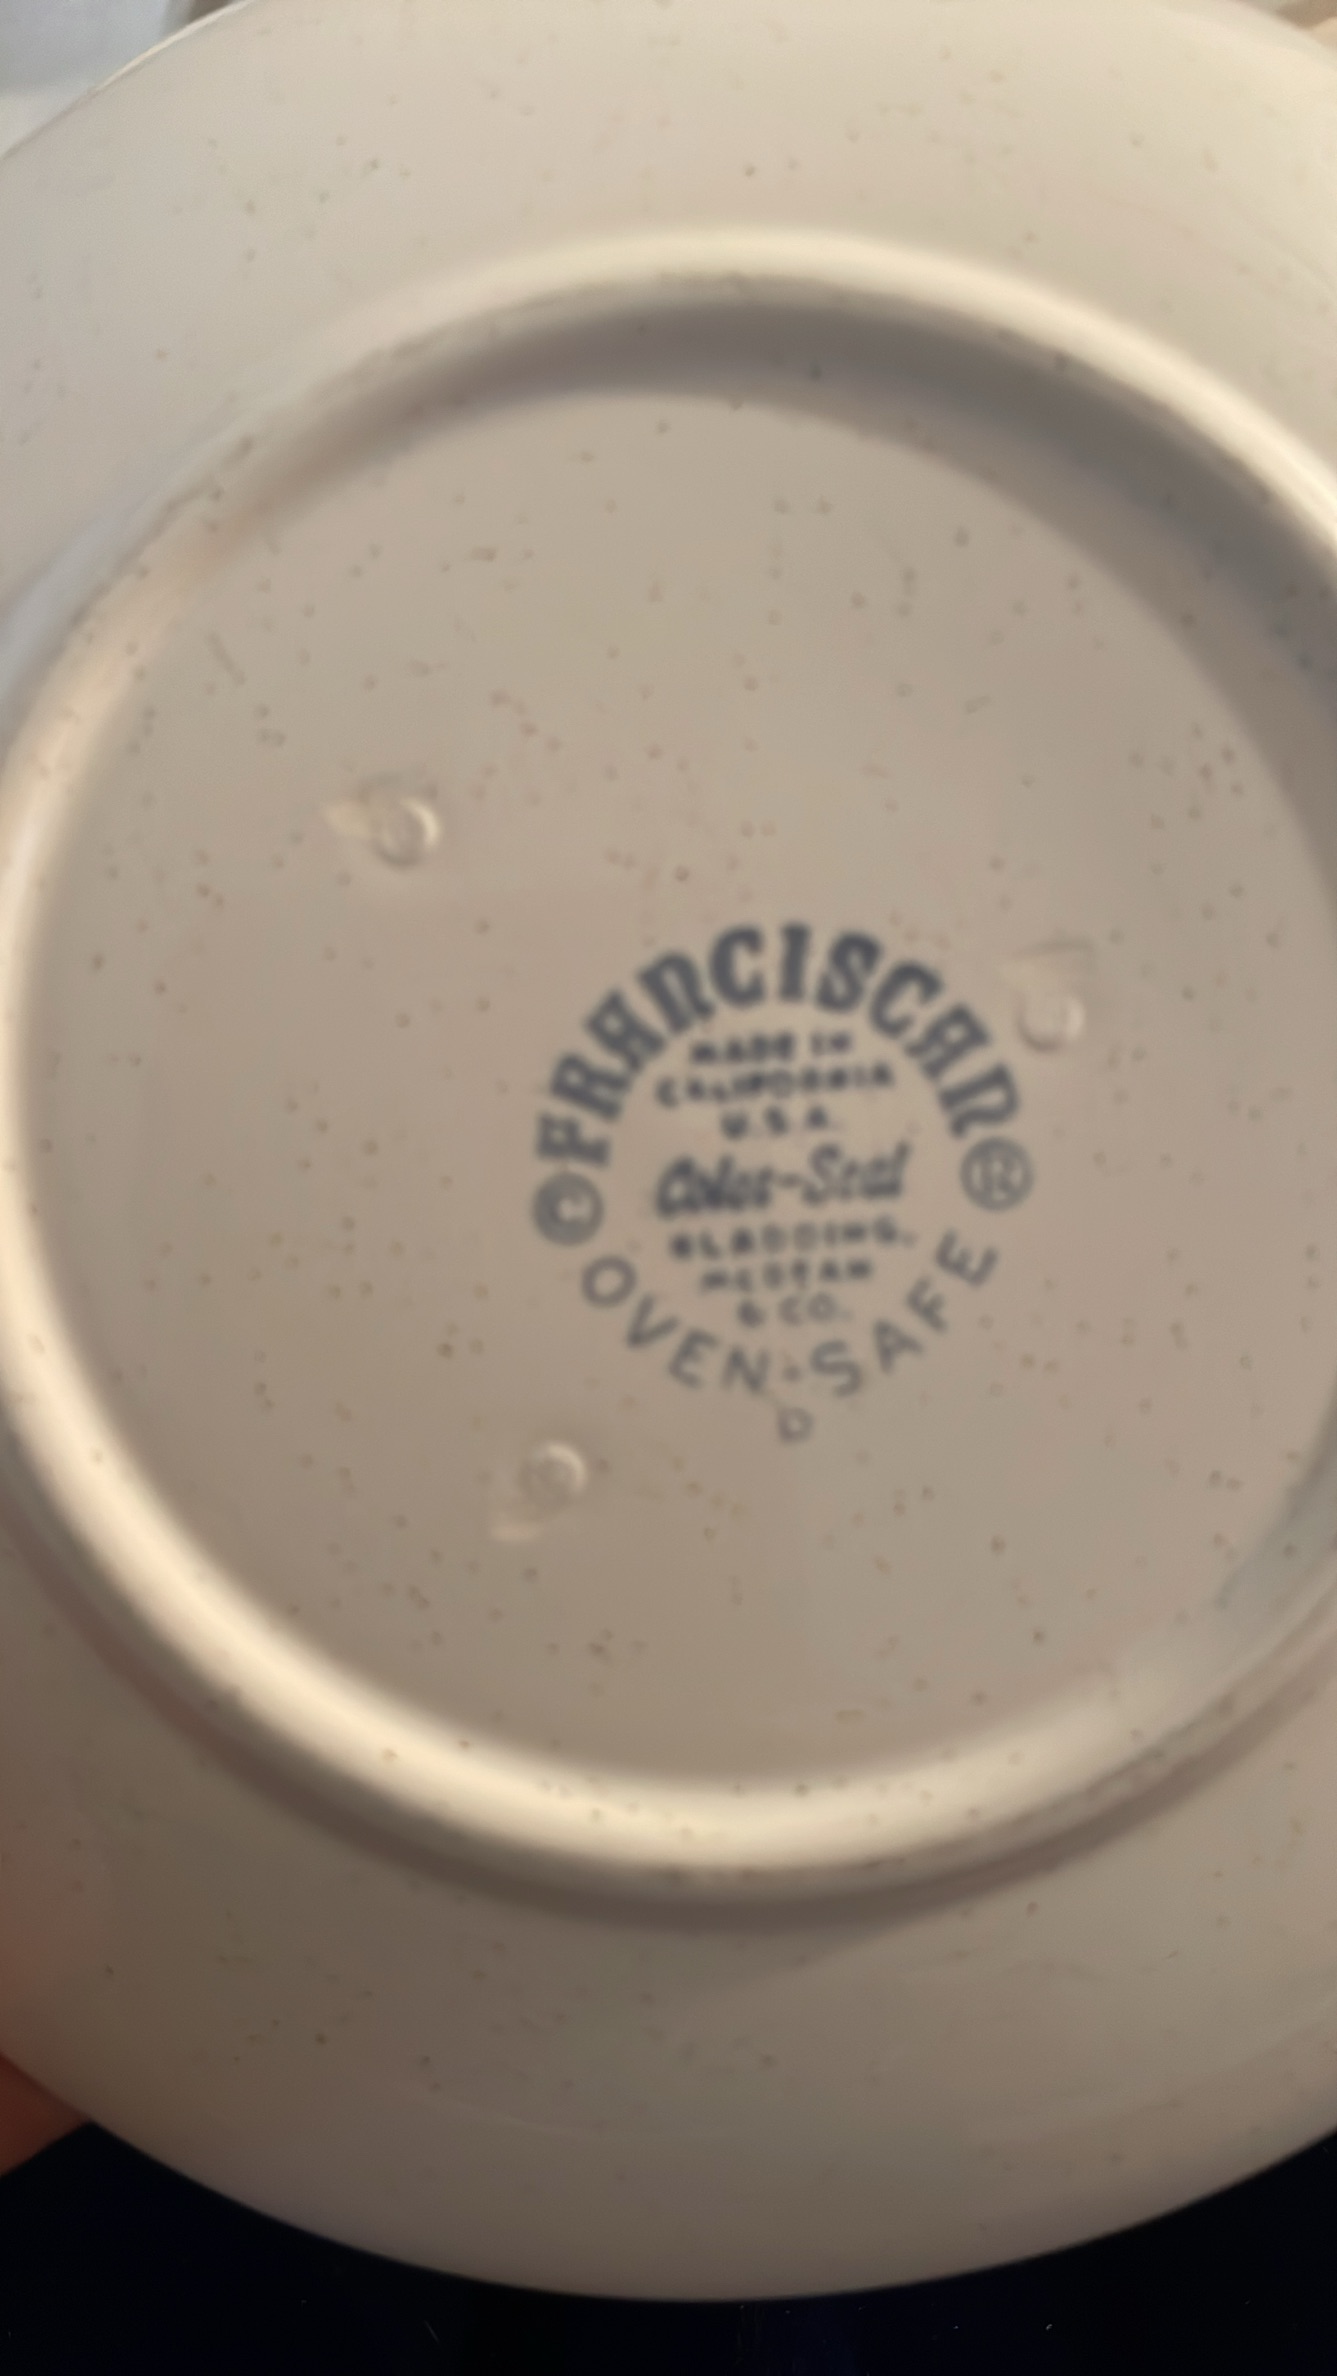 © FRANCISCAN ®
MADE IN
CALIFORNIA
U.S.A.
Color-Seal
GLADDING,
McBEAN
& CO.
OVEN-SAFE
D